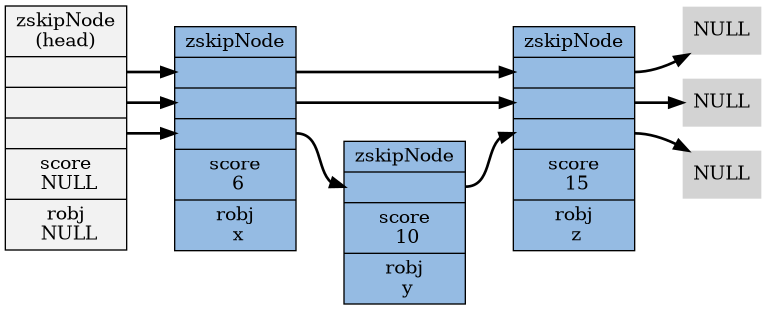 zskipNode
(head)
score
NULL
robj
NULL
zskipNode
score
6
robj
x
zskipNode
score
10
robj
y
zskipNode
score
15
robj
z
NULL
NULL
NULL